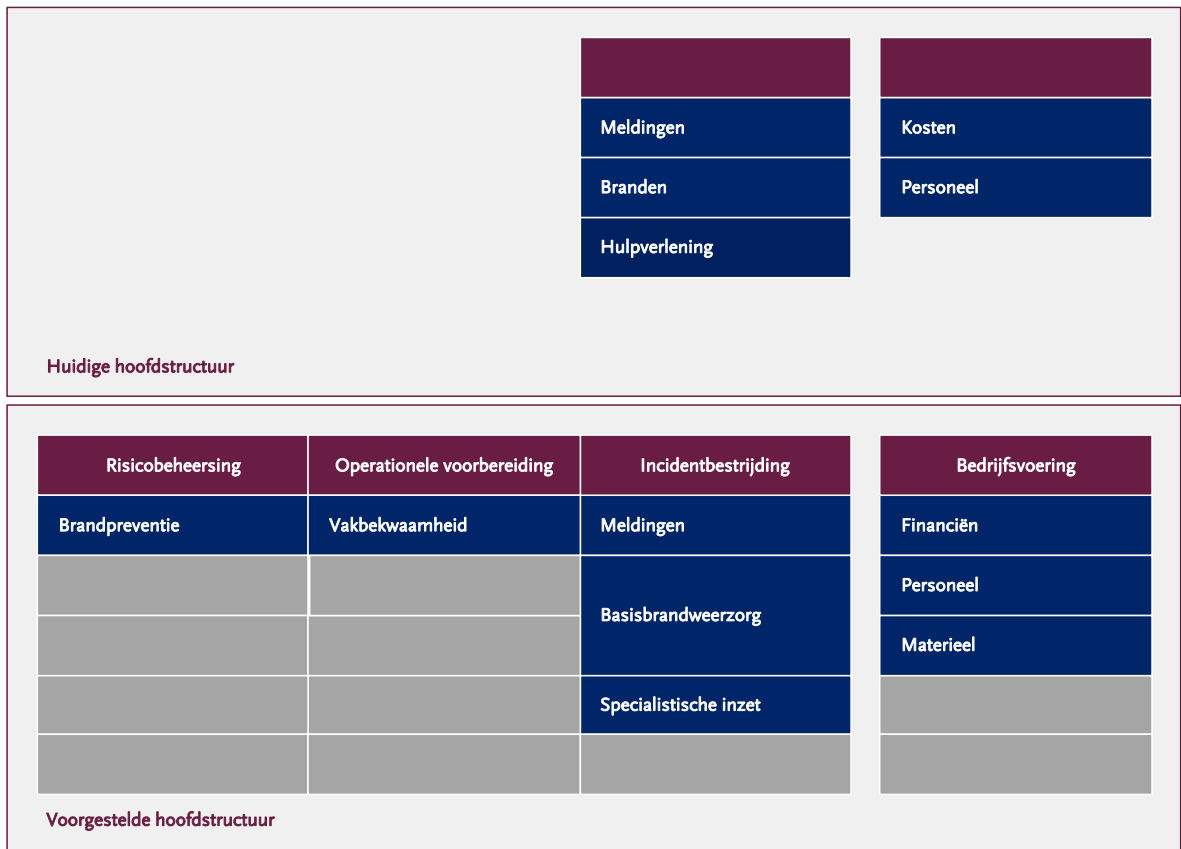 Meldingen
Kosten
Branden
Personeel
Hulpverlening
Huidige hoofdstructuur
Risicobeheersing
Operationele voorbereiding
Incidentbestrijding
Bedrijfsvoering
Brandpreventie
Vakbekwaamheid
Meldingen
Financiën
Personeel
Basisbrandweerzorg
Materieel
Specialistische inzet
Voorgestelde hoofdstructuur